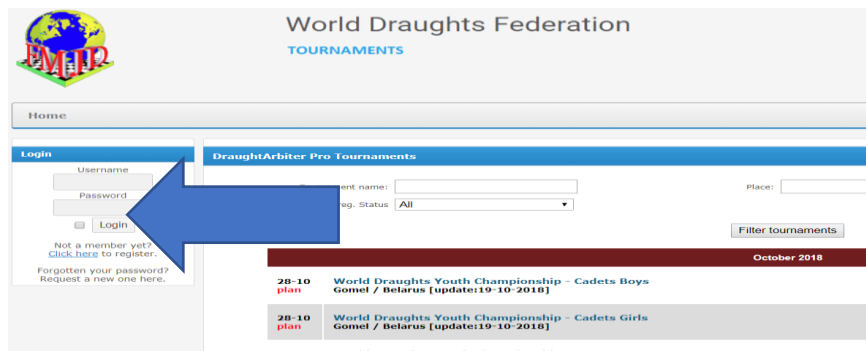 FMJD
World Draughts Federation
TOURNAMENTS
Home
Login
Username
Password
Login
Not a member yet?
Click here to register.
Forgotten your password?
Request a new one here.
DraughtArbiter Pro Tournaments
ent name:
Place:
reg. Status All
Filter tournaments
October 2018
28-10 World Draughts Youth Championship - Cadets Boys
plan Gomel / Belarus [update:19-10-2018]
28-10 World Draughts Youth Championship - Cadets Girls
plan Gomel / Belarus [update:19-10-2018]